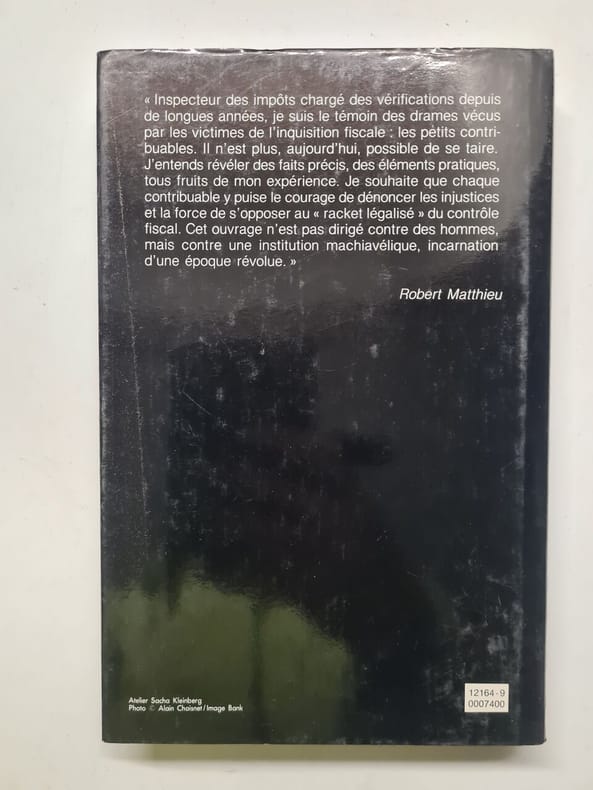 « Inspecteur des impôts chargé des vérifications depuis
de longues années, je suis le témoin des drames vécus
par les victimes de l'inquisition fiscale : les petits contri-
buables. Il n'est plus, aujourd'hui, possible de se taire.
J'entends révéler des faits précis, des éléments pratiques,
tous fruits de mon expérience. Je souhaite que chaque
contribuable y puise le courage de dénoncer les injustices
et la force de s'opposer au « racket légalisé » du contrôle
fiscal. Cet ouvrage n'est pas dirigé contre des hommes,
mais contre une institution machiavélique, incarnation
d'une époque révolue. »
Robert Matthieu
Atelier Sacha Kleinberg
Photo © Alain Chaisnet / Image Bank
12164-9
0007400